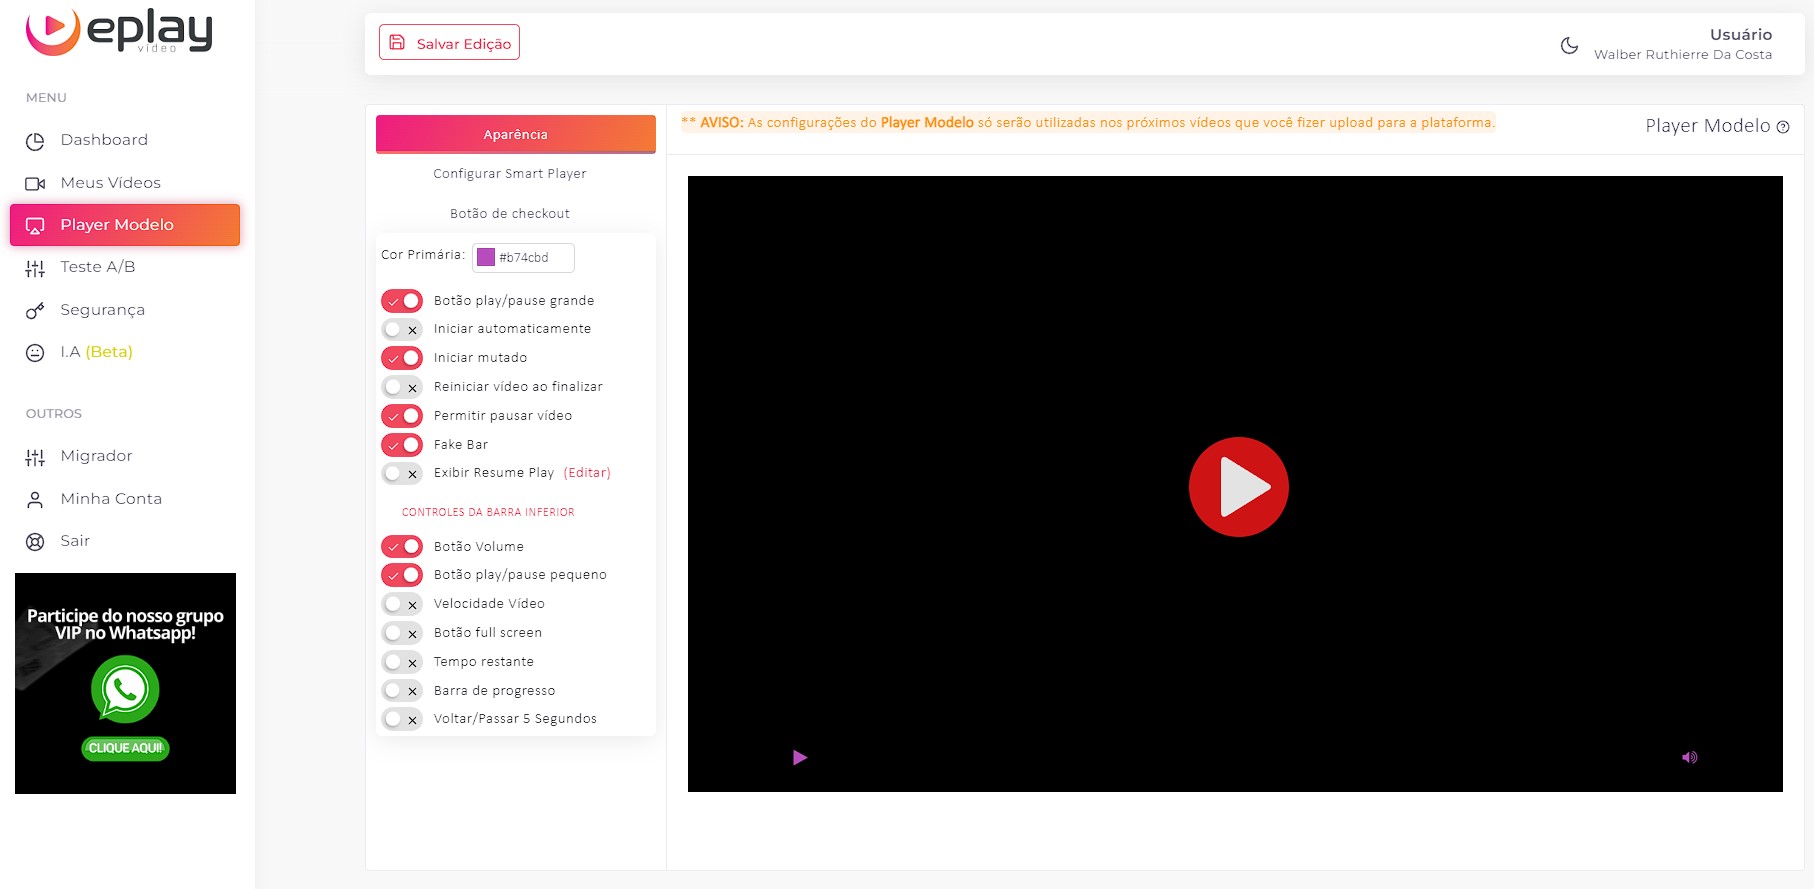 eplay
vídeo
MENU
Dashboard
Meus Vídeos
Player Modelo
Teste A/B
Segurança
I.A (Beta)
OUTROS
Migrador
Minha Conta
Sair
Participe do nosso grupo
VIP no Whatsapp!
CLIQUE AQUI!
Salvar Edição
Usuário
Walber Ruthierre Da Costa
Aparência
Configurar Smart Player
Botão de checkout
Cor Primária: #b74cbd
Botão play/pause grande
Iniciar automaticamente
Iniciar mutado
Reiniciar vídeo ao finalizar
Permitir pausar vídeo
Fake Bar
Exibir Resume Play (Editar)
CONTROLES DA BARRA INFERIOR
Botão Volume
Botão play/pause pequeno
Velocidade Vídeo
Botão full screen
Tempo restante
Barra de progresso
Voltar/Passar 5 Segundos
** AVISO: As configurações do Player Modelo só serão utilizadas nos próximos vídeos que você fizer upload para a plataforma.
Player Modelo